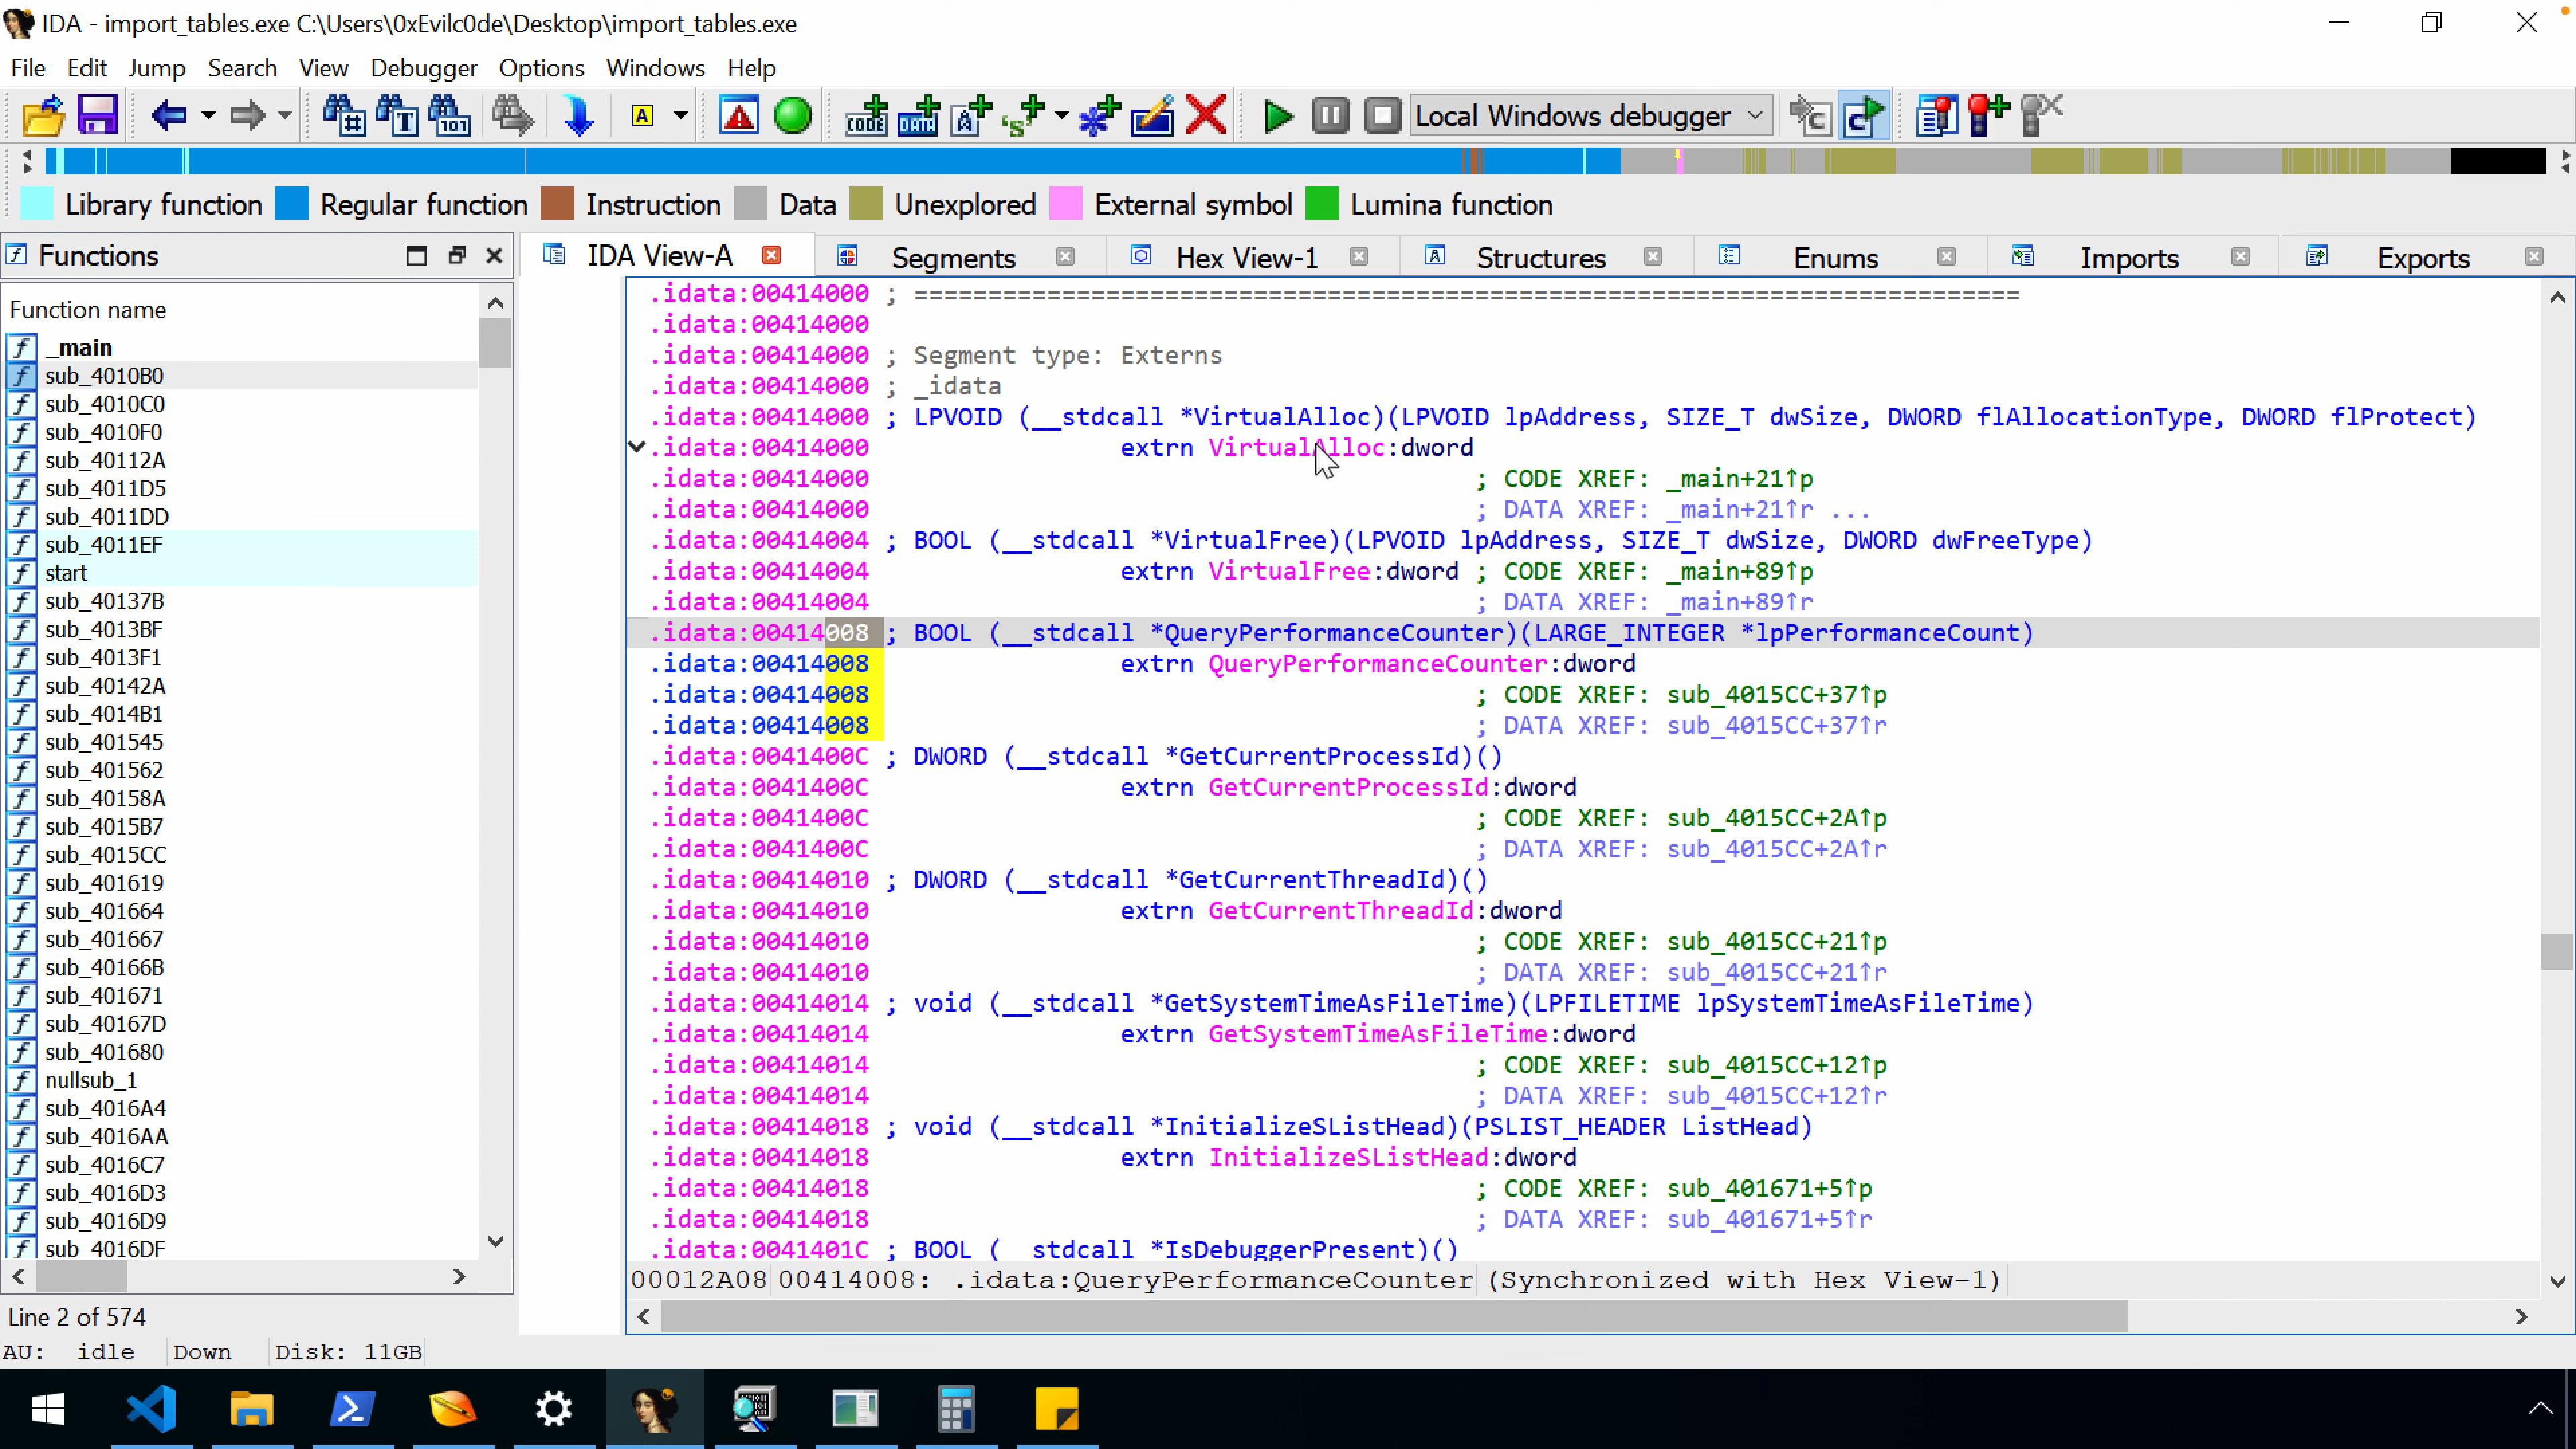 IDA - import_tables.exe C:\Users\0xEvilc0de\Desktop\import_tables.exe
File Edit Jump Search View Debugger Options Windows Help
Local Windows debugger
Library function Regular function Instruction Data Unexplored External symbol Lumina function
Functions
IDA View-A Segments Hex View-1 Structures Enums Imports Exports
Function name
_main
sub_4010B0
sub_4010C0
sub_4010F0
sub_40112A
sub_4011D5
sub_4011DD
sub_4011EF
start
sub_40137B
sub_4013BF
sub_4013F1
sub_40142A
sub_4014B1
sub_401545
sub_401562
sub_40158A
sub_4015B7
sub_4015CC
sub_401619
sub_401664
sub_401667
sub_40166B
sub_401671
sub_40167D
sub_401680
nullsub_1
sub_4016A4
sub_4016AA
sub_4016C7
sub_4016D3
sub_4016D9
sub_4016DF
Line 2 of 574
.idata:00414000 ; ===========================================================================
.idata:00414000
.idata:00414000 ; Segment type: Externs
.idata:00414000 ; _idata
.idata:00414000 ; LPVOID (__stdcall *VirtualAlloc)(LPVOID lpAddress, SIZE_T dwSize, DWORD flAllocationType, DWORD flProtect)
.idata:00414000 extrn VirtualAlloc:dword
.idata:00414000 ; CODE XREF: _main+21↑p
.idata:00414000 ; DATA XREF: _main+21↑r ...
.idata:00414004 ; BOOL (__stdcall *VirtualFree)(LPVOID lpAddress, SIZE_T dwSize, DWORD dwFreeType)
.idata:00414004 extrn VirtualFree:dword ; CODE XREF: _main+89↑p
.idata:00414004 ; DATA XREF: _main+89↑r
.idata:00414008 ; BOOL (__stdcall *QueryPerformanceCounter)(LARGE_INTEGER *lpPerformanceCount)
.idata:00414008 extrn QueryPerformanceCounter:dword
.idata:00414008 ; CODE XREF: sub_4015CC+37↑p
.idata:00414008 ; DATA XREF: sub_4015CC+37↑r
.idata:0041400C ; DWORD (__stdcall *GetCurrentProcessId)()
.idata:0041400C extrn GetCurrentProcessId:dword
.idata:0041400C ; CODE XREF: sub_4015CC+2A↑p
.idata:0041400C ; DATA XREF: sub_4015CC+2A↑r
.idata:00414010 ; DWORD (__stdcall *GetCurrentThreadId)()
.idata:00414010 extrn GetCurrentThreadId:dword
.idata:00414010 ; CODE XREF: sub_4015CC+21↑p
.idata:00414010 ; DATA XREF: sub_4015CC+21↑r
.idata:00414014 ; void (__stdcall *GetSystemTimeAsFileTime)(LPFILETIME lpSystemTimeAsFileTime)
.idata:00414014 extrn GetSystemTimeAsFileTime:dword
.idata:00414014 ; CODE XREF: sub_4015CC+12↑p
.idata:00414014 ; DATA XREF: sub_4015CC+12↑r
.idata:00414018 ; void (__stdcall *InitializeSListHead)(PSLIST_HEADER ListHead)
.idata:00414018 extrn InitializeSListHead:dword
.idata:00414018 ; CODE XREF: sub_401671+5↑p
.idata:00414018 ; DATA XREF: sub_401671+5↑r
.idata:0041401C ; BOOL (__stdcall *IsDebuggerPresent)()
00012A08 00414008: .idata:QueryPerformanceCounter (Synchronized with Hex View-1)
AU: idle Down Disk: 11GB